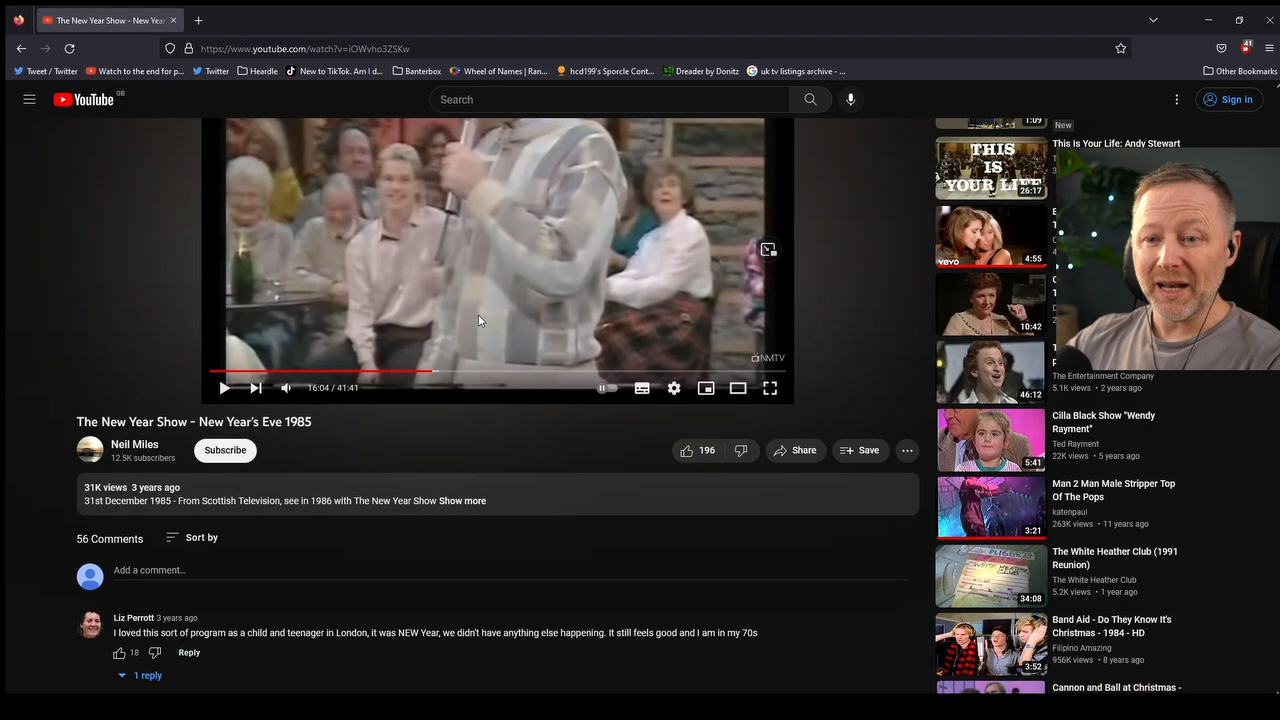 The New Year Show - New Year'
https://www.youtube.com/watch?v=iOWvho3ZSKw
41
Tweet / Twitter
Watch to the end for p...
Twitter
Heardle
New to TikTok. Am I d...
Banterbox
Wheel of Names | Ran...
hcd199's Sporcle Cont...
Dreader by Donitz
uk tv listings archive - ...
Other Bookmarks
YouTube GB
Search
Sign in
NMTV
16:04 / 41:41
The New Year Show - New Year's Eve 1985
Neil Miles
12.5K subscribers
Subscribe
196
Share
Save
31K views 3 years ago
31st December 1985 - From Scottish Television, see in 1986 with The New Year Show Show more
56 Comments
Sort by
Add a comment...
Liz Perrott 3 years ago
I loved this sort of program as a child and teenager in London, it was NEW Year, we didn't have anything else happening. It still feels good and I am in my 70s
18
Reply
1 reply
1:09
New
THIS
IS
YOUR LIFE
26:17
This Is Your Life: Andy Stewart
vevo
4:55
10:42
46:12
The Entertainment Company
5.1K views • 2 years ago
5:41
Cilla Black Show "Wendy
Rayment"
Ted Rayment
22K views • 5 years ago
3:21
Man 2 Man Male Stripper Top
Of The Pops
katenpaul
263K views • 11 years ago
WHITE HEATHER
34:08
The White Heather Club (1991
Reunion)
The White Heather Club
5.2K views • 1 year ago
3:52
Band Aid - Do They Know It's
Christmas - 1984 - HD
Filipino Amazing
956K views • 8 years ago
Cannon and Ball at Christmas -